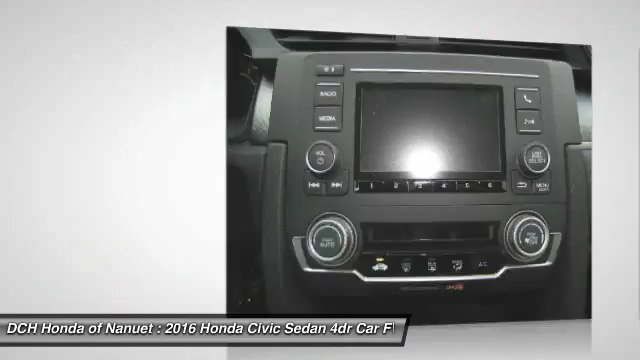 RADIO
MEDIA
VOL
1 2 3 4 5 6
MENU
AUTO
A/C
DCH Honda of Nanuet : 2016 Honda Civic Sedan 4dr Car F